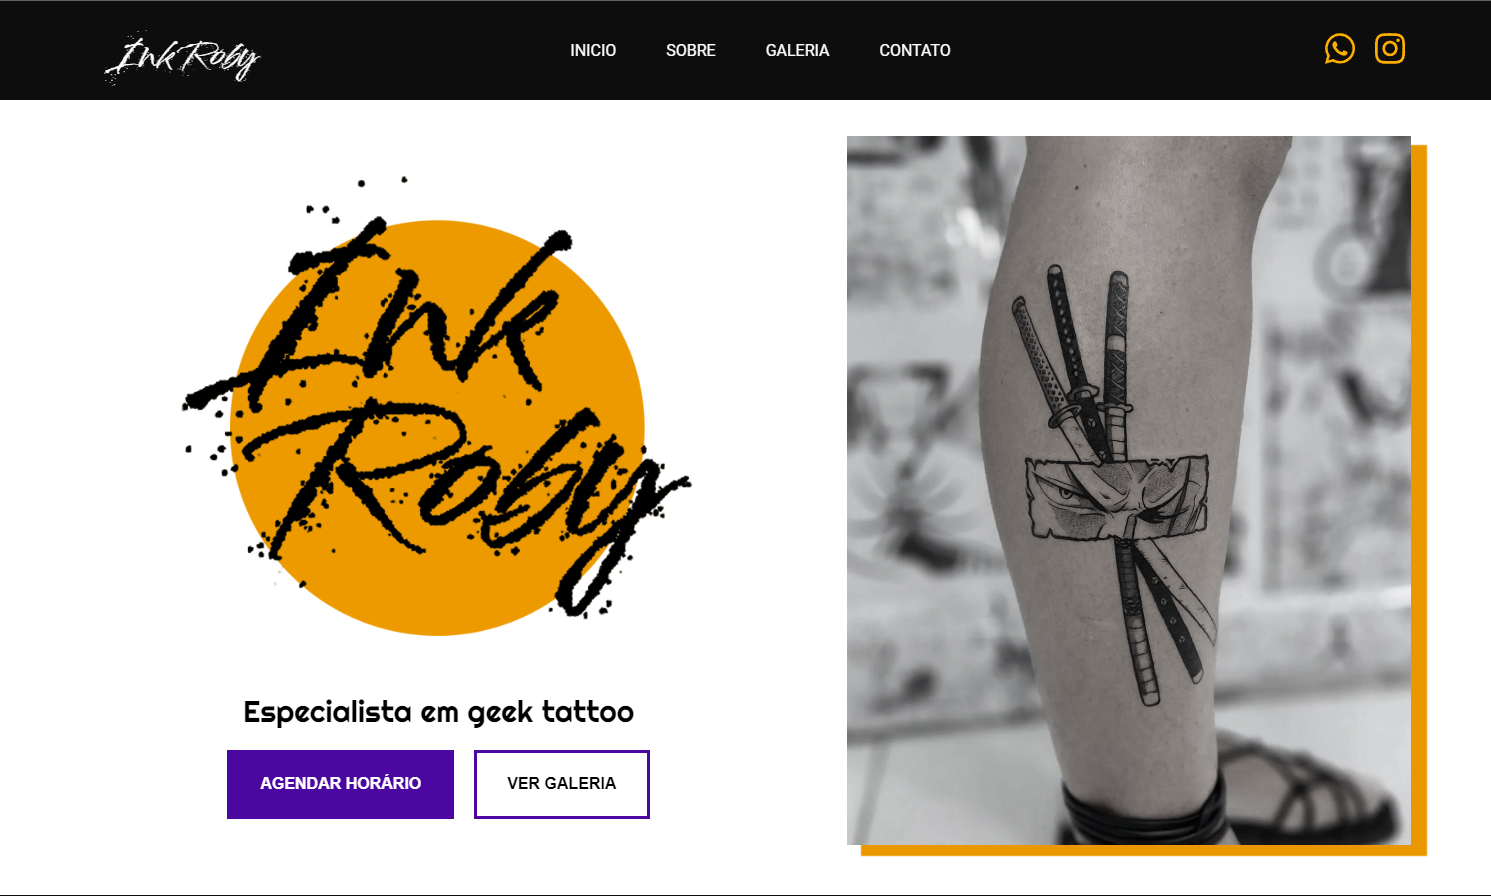 Ink Roby
INICIO
SOBRE
GALERIA
CONTATO
Ink
Roby
Especialista em geek tattoo
AGENDAR HORÁRIO
VER GALERIA